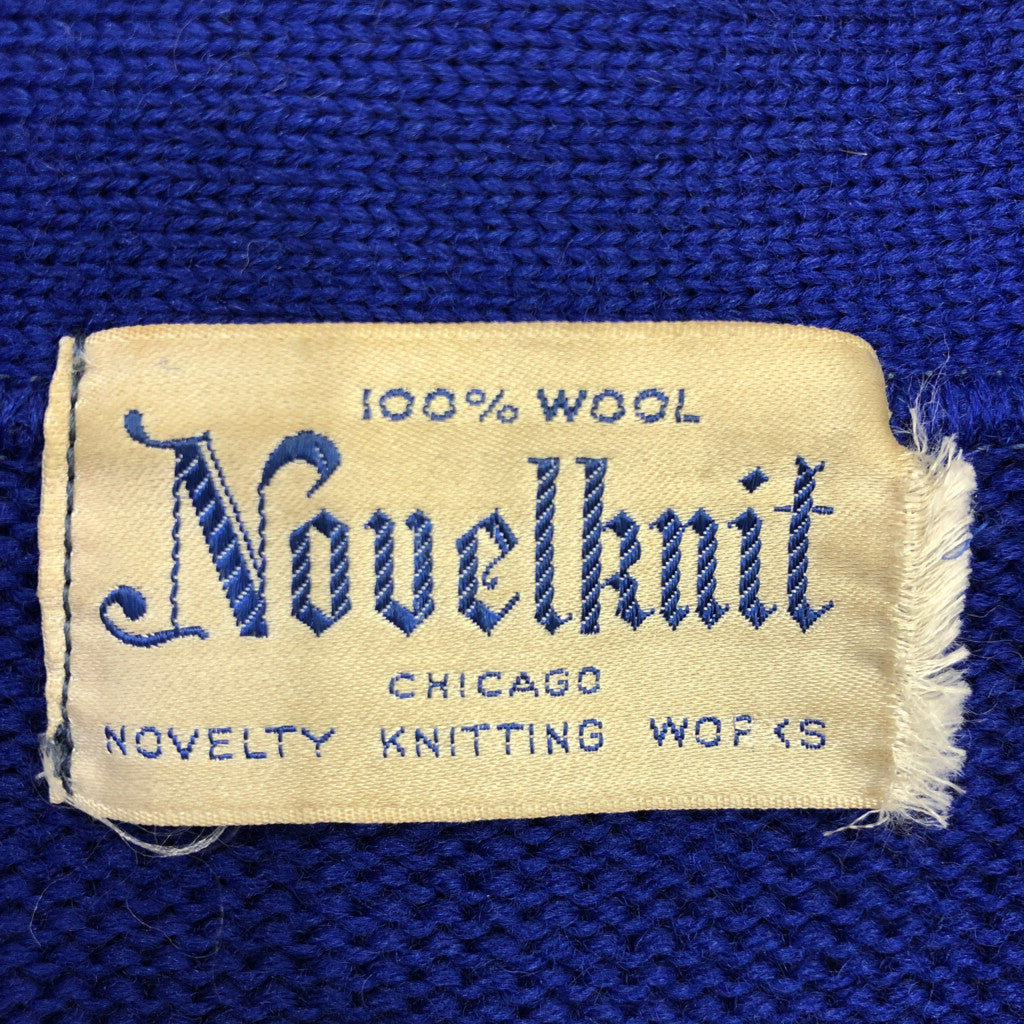 100% WOOL
Novelknit
CHICAGO
NOVELTY KNITTING WORKS